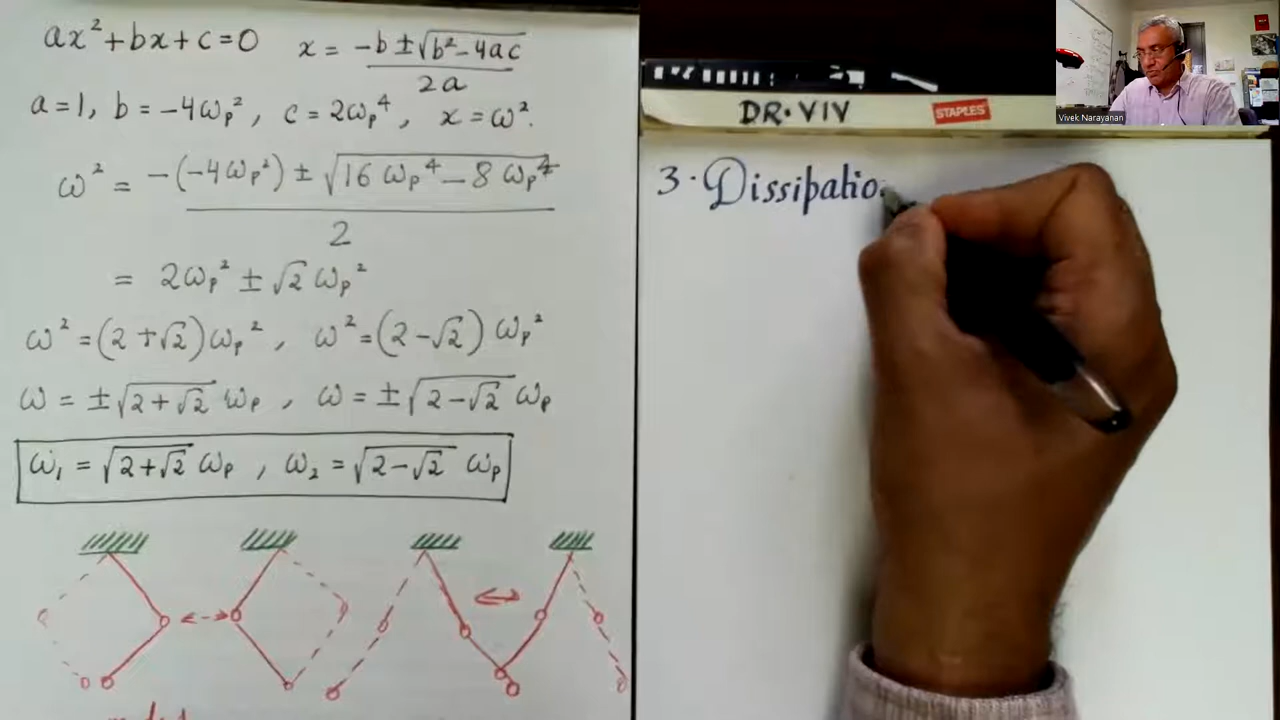 ax²+bx+c=0 x = -b±√b²-4ac / 2a
a=1, b=-4ωₚ², c=2ωₚ⁴, x=ω².
ω² = -(-4ωₚ²) ± √16ωₚ⁴-8ωₚ⁴ / 2
= 2ωₚ² ± √2 ωₚ²
ω²=(2+√2)ωₚ², ω²=(2-√2)ωₚ²
ω=±√2+√2 ωₚ, ω=±√2-√2 ωₚ
ω₁=√2+√2 ωₚ, ω₂=√2-√2 ωₚ
DR·VIV
STAPLES
3·Dissipatio
Vivek Narayanan